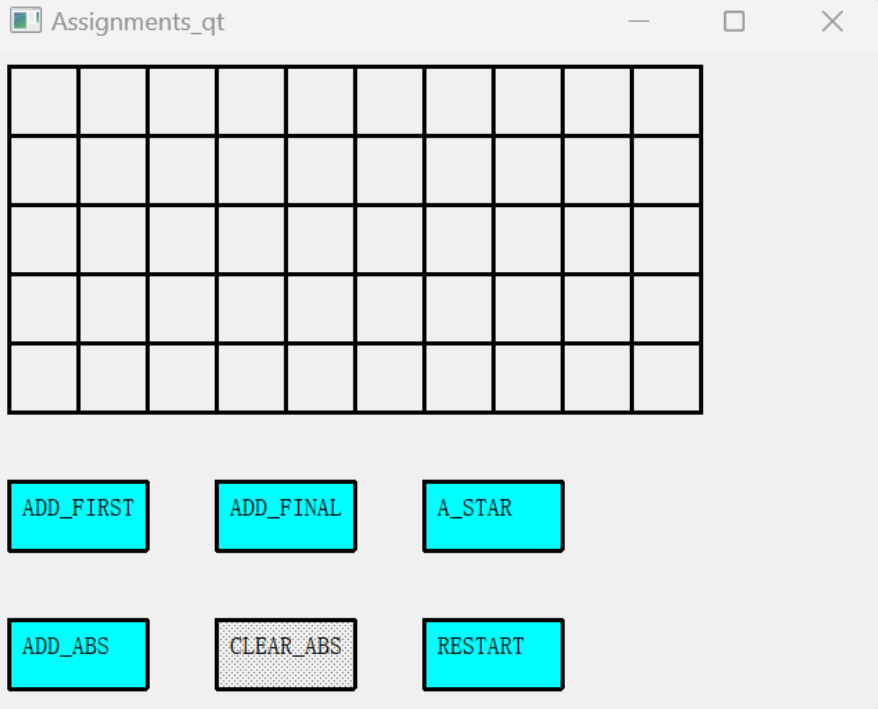 Assignments_qt
ADD_FIRST
ADD_FINAL
A_STAR
ADD_ABS
CLEAR_ABS
RESTART